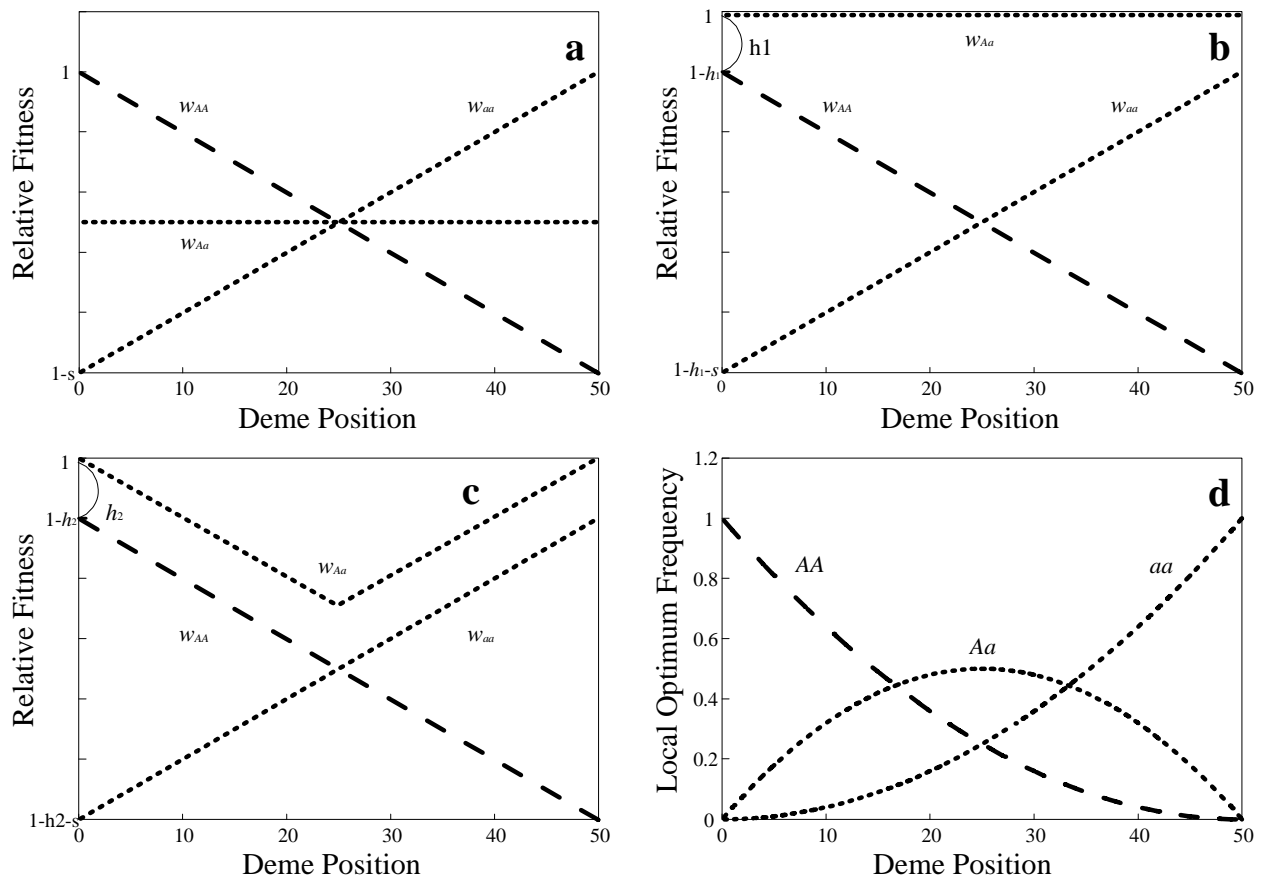 a
1
wAA
waa
wAa
1-s
Relative Fitness
0 10 20 30 40 50
Deme Position
b
1
h1
1-h1
wAa
wAA
waa
1-h1-s
Relative Fitness
0 10 20 30 40 50
Deme Position
c
1
h2
1-h2
wAa
wAA
waa
1-h2-s
Relative Fitness
0 10 20 30 40 50
Deme Position
d
1.2
1
0.8
0.6
0.4
0.2
0
AA
Aa
aa
Local Optimum Frequency
0 10 20 30 40 50
Deme Position